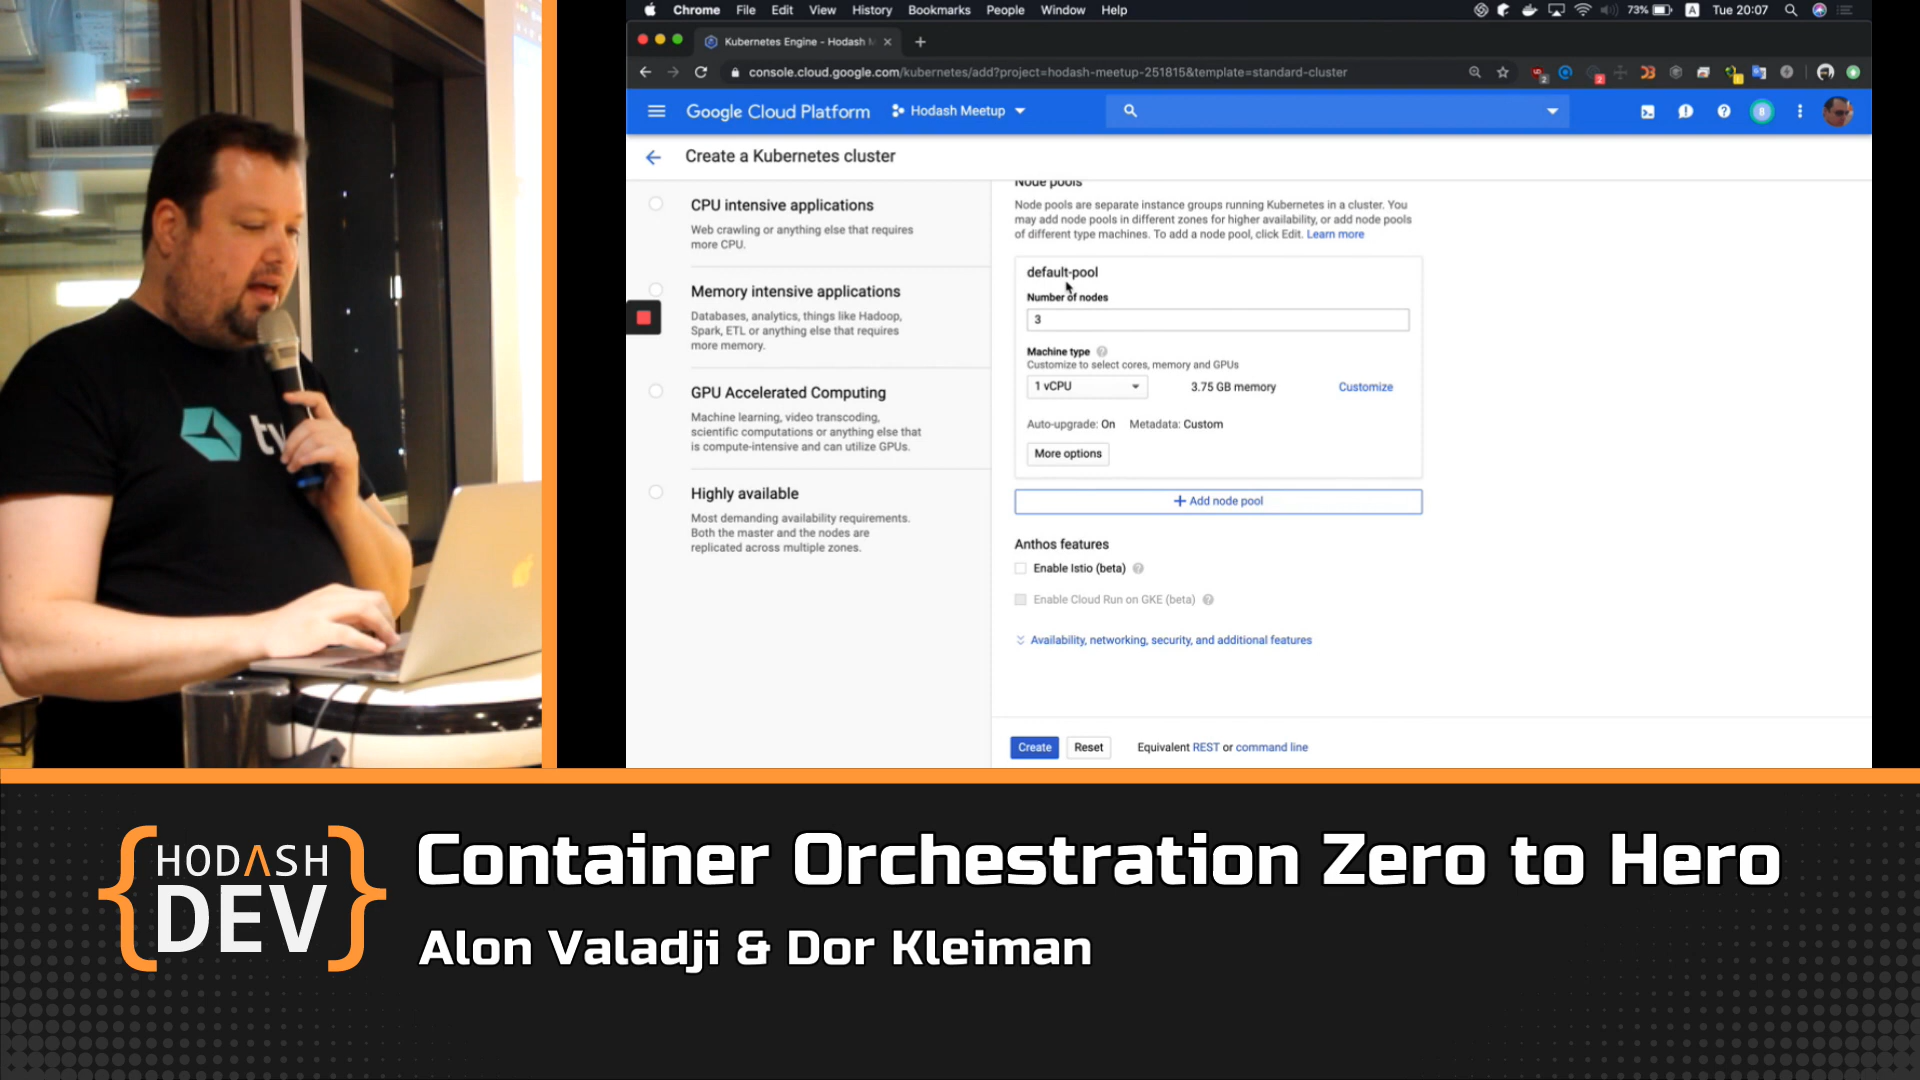 Chrome File Edit View History Bookmarks People Window Help
73%
A
Tue 20:07
Kubernetes Engine - Hodash M
console.cloud.google.com/kubernetes/add?project=hodash-meetup-251815&template=standard-cluster
Google Cloud Platform
Hodash Meetup
Create a Kubernetes cluster
CPU intensive applications
Web crawling or anything else that requires
more CPU.
Memory intensive applications
Databases, analytics, things like Hadoop,
Spark, ETL or anything else that requires
more memory.
GPU Accelerated Computing
Machine learning, video transcoding,
scientific computations or anything else that
is compute-intensive and can utilize GPUs.
Highly available
Most demanding availability requirements.
Both the master and the nodes are
replicated across multiple zones.
Node pools
Node pools are separate instance groups running Kubernetes in a cluster. You
may add node pools in different zones for higher availability, or add node pools
of different type machines. To add a node pool, click Edit. Learn more
default-pool
Number of nodes
3
Machine type
Customize to select cores, memory and GPUs
1 vCPU
3.75 GB memory
Customize
Auto-upgrade: On Metadata: Custom
More options
+ Add node pool
Anthos features
Enable Istio (beta)
Enable Cloud Run on GKE (beta)
Availability, networking, security, and additional features
Create
Reset
Equivalent REST or command line
ty
{HODASH
DEV}
Container Orchestration Zero to Hero
Alon Valadji & Dor Kleiman